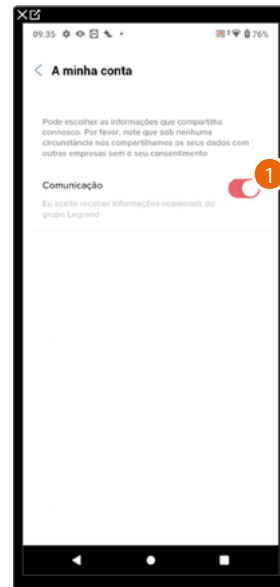 09:35
76%
A minha conta
Pode escolher as informações que compartilha
connosco. Por favor, note que sob nenhuma
circunstância nós compartilhamos os seus dados com
outras empresas sem o seu consentimento
Comunicação
1
Eu aceito receber informações ocasionais do
grupo Legrand